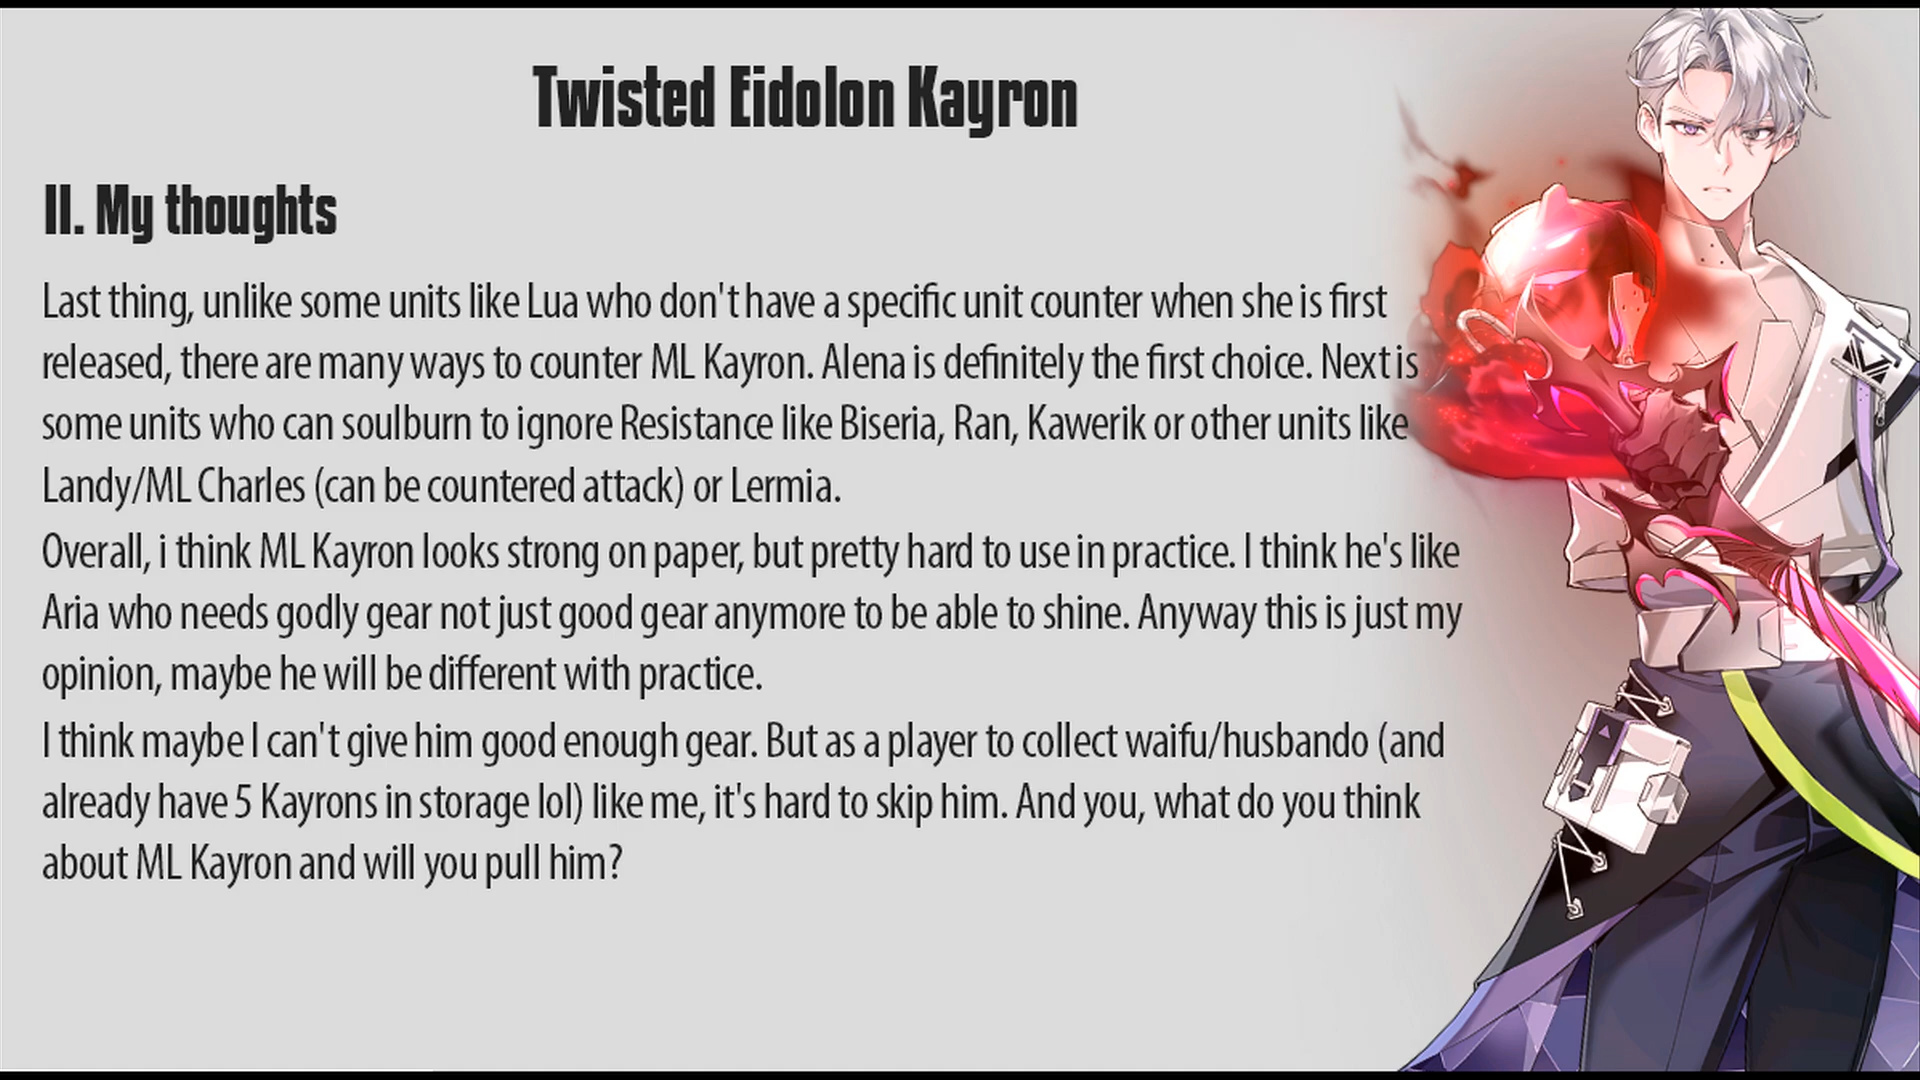 Twisted Eidolon Kayron
II. My thoughts
Last thing, unlike some units like Lua who don't have a specific unit counter when she is first
released, there are many ways to counter ML Kayron. Alena is definitely the first choice. Next is
some units who can soulburn to ignore Resistance like Biseria, Ran, Kawerik or other units like
Landy/ML Charles (can be countered attack) or Lermia.
Overall, i think ML Kayron looks strong on paper, but pretty hard to use in practice. I think he's like
Aria who needs godly gear not just good gear anymore to be able to shine. Anyway this is just my
opinion, maybe he will be different with practice.
I think maybe I can't give him good enough gear. But as a player to collect waifu/husbando (and
already have 5 Kayrons in storage lol) like me, it's hard to skip him. And you, what do you think
about ML Kayron and will you pull him?